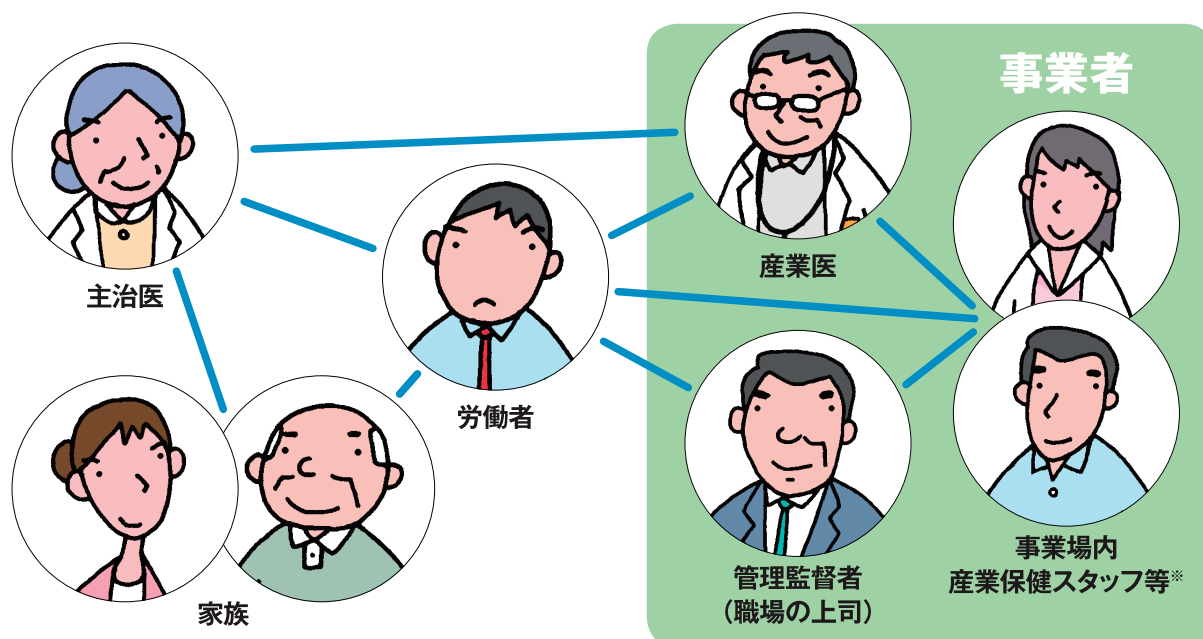 事業者
主治医
産業医
労働者
家族
管理監督者
（職場の上司）
事業場内
産業保健スタッフ等※